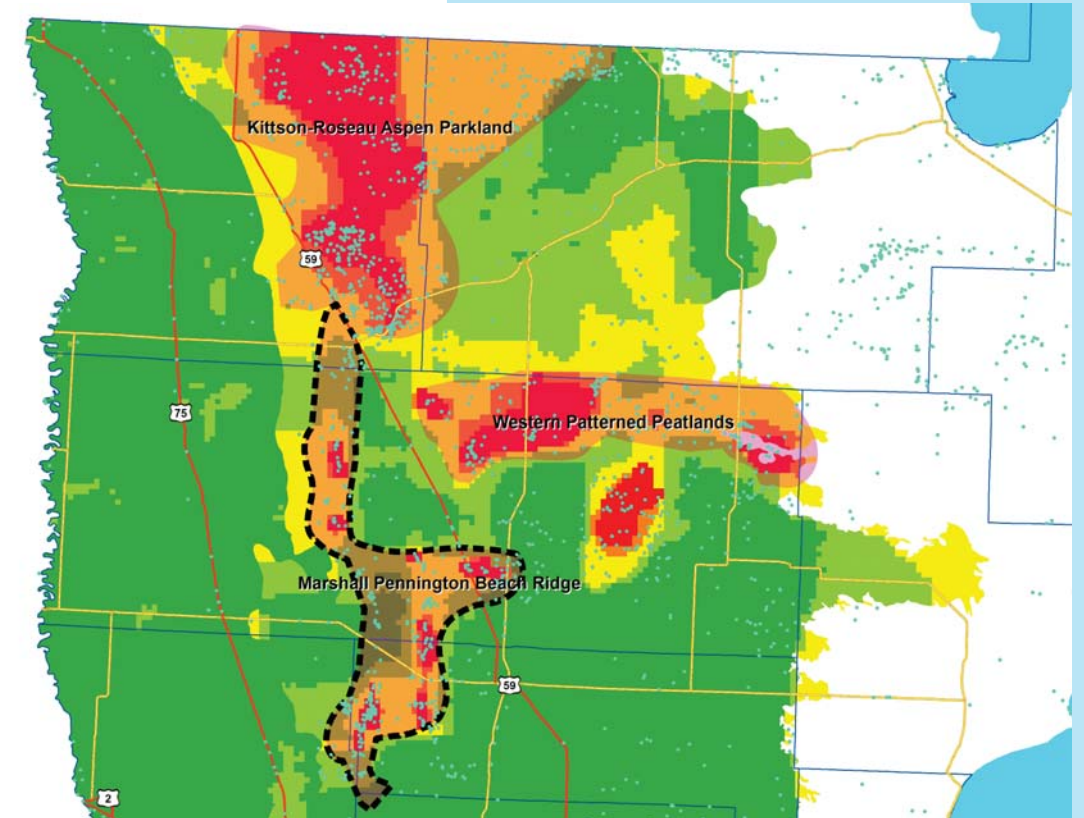 Kittson-Roseau Aspen Parkland
59
75
Western Patterned Peatlands
Marshall Pennington Beach Ridge
59
2